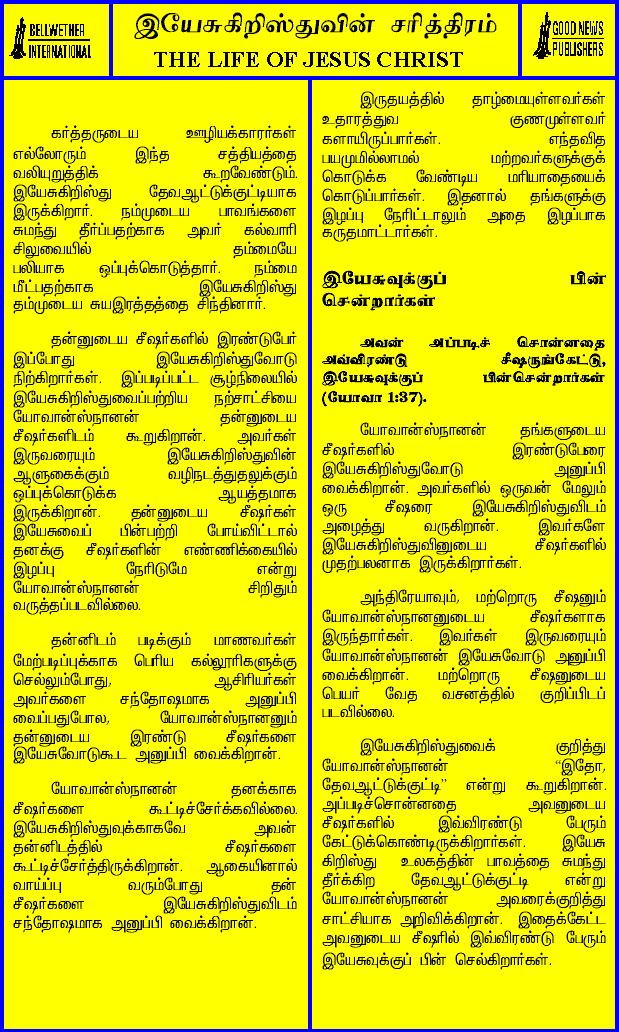 BELLWETHER
INTERNATIONAL
இயேசுகிறிஸ்துவின் சரித்திரம்
THE LIFE OF JESUS CHRIST
GOOD NEWS
PUBLISHERS
கர்த்தருடைய ஊழியக்காரர்கள்
எல்லோரும் இந்த சத்தியத்தை
வலியுறுத்திக் கூறவேண்டும்.
இயேசுகிறிஸ்து தேவஆட்டுக்குட்டியாக
இருக்கிறார். நம்முடைய பாவங்களை
சுமந்து தீர்ப்பதற்காக அவர் கல்வாரி
சிலுவையில் தம்மையே
பலியாக ஒப்புக்கொடுத்தார். நம்மை
மீட்பதற்காக இயேசுகிறிஸ்து
தம்முடைய சுயஇரத்தத்தை சிந்தினார்.
தன்னுடைய சீஷர்களில் இரண்டுபேர்
இப்போது இயேசுகிறிஸ்துவோடு
நிற்கிறார்கள். இப்படிப்பட்ட சூழ்நிலையில்
இயேசுகிறிஸ்துவைப்பற்றிய நற்சாட்சியை
யோவான்ஸ்நானன் தன்னுடைய
சீஷர்களிடம் கூறுகிறான். அவர்கள்
இருவரையும் இயேசுகிறிஸ்துவின்
ஆளுகைக்கும் வழிநடத்துதலுக்கும்
ஒப்புக்கொடுக்க ஆயத்தமாக
இருக்கிறான். தன்னுடைய சீஷர்கள்
இயேசுவைப் பின்பற்றி போய்விட்டால்
தனக்கு சீஷர்களின் எண்ணிக்கையில்
இழப்பு நேரிடுமே என்று
யோவான்ஸ்நானன் சிறிதும்
வருத்தப்படவில்லை.
தன்னிடம் படிக்கும் மாணவர்கள்
மேற்படிப்புக்காக பெரிய கல்லூரிகளுக்கு
செல்லும்போது, ஆசிரியர்கள்
அவர்களை சந்தோஷமாக அனுப்பி
வைப்பதுபோல, யோவான்ஸ்நானனும்
தன்னுடைய இரண்டு சீஷர்களை
இயேசுவோடுகூட அனுப்பி வைக்கிறான்.
யோவான்ஸ்நானன் தனக்காக
சீஷர்களை கூட்டிச்சேர்க்கவில்லை.
இயேசுகிறிஸ்துவுக்காகவே அவன்
தன்னிடத்தில் சீஷர்களை
கூட்டிச்சேர்த்திருக்கிறான். ஆகையினால்
வாய்ப்பு வரும்போது தன்
சீஷர்களை இயேசுகிறிஸ்துவிடம்
சந்தோஷமாக அனுப்பி வைக்கிறான்.
இருதயத்தில் தாழ்மையுள்ளவர்கள்
உதாரத்துவ குணமுள்ளவர்
களாயிருப்பார்கள். எந்தவித
பயமுமில்லாமல் மற்றவர்களுக்குக்
கொடுக்க வேண்டிய மரியாதையைக்
கொடுப்பார்கள். இதனால் தங்களுக்கு
இழப்பு நேரிட்டாலும் அதை இழப்பாக
கருதமாட்டார்கள்.
இயேசுவுக்குப் பின்
சென்றார்கள்
அவன் அப்படிச் சொன்னதை
அவ்விரண்டு சீஷருங்கேட்டு,
இயேசுவுக்குப் பின்சென்றார்கள்
(யோவா 1:37).
யோவான்ஸ்நானன் தங்களுடைய
சீஷர்களில் இரண்டுபேரை
இயேசுகிறிஸ்துவோடு அனுப்பி
வைக்கிறான். அவர்களில் ஒருவன் மேலும்
ஒரு சீஷரை இயேசுகிறிஸ்துவிடம்
அழைத்து வருகிறான். இவர்களே
இயேசுகிறிஸ்துவினுடைய சீஷர்களில்
முதற்பலனாக இருக்கிறார்கள்.
அந்திரேயாவும், மற்றொரு சீஷனும்
யோவான்ஸ்நானனுடைய சீஷர்களாக
இருந்தார்கள். இவர்கள் இருவரையும்
யோவான்ஸ்நானன் இயேசுவோடு அனுப்பி
வைக்கிறான். மற்றொரு சீஷனுடைய
பெயர் வேத வசனத்தில் குறிப்பிடப்
படவில்லை.
இயேசுகிறிஸ்துவைக் குறித்து
யோவான்ஸ்நானன் “இதோ,
தேவஆட்டுக்குட்டி” என்று கூறுகிறான்.
அப்படிச்சொன்னதை அவனுடைய
சீஷர்களில் இவ்விரண்டு பேரும்
கேட்டுக்கொண்டிருக்கிறார்கள். இயேசு
கிறிஸ்து உலகத்தின் பாவத்தை சுமந்து
தீர்க்கிற தேவஆட்டுக்குட்டி என்று
யோவான்ஸ்நானன் அவரைக்குறித்து
சாட்சியாக அறிவிக்கிறான். இதைக்கேட்ட
அவனுடைய சீஷரில் இவ்விரண்டு பேரும்
இயேசுவுக்குப் பின் செல்கிறார்கள்.